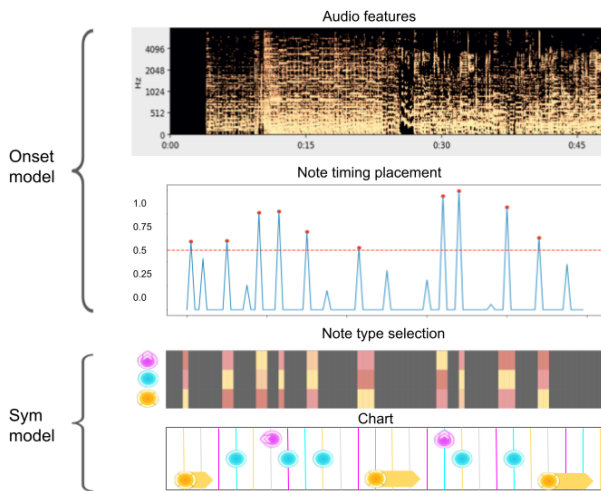 Audio features
4096
2048
1024
512
0
Hz
0:00
0:15
0:30
0:45
Onset
model
Note timing placement
1.0
0.75
0.5
0.25
0.0
Note type selection
Sym
model
Chart